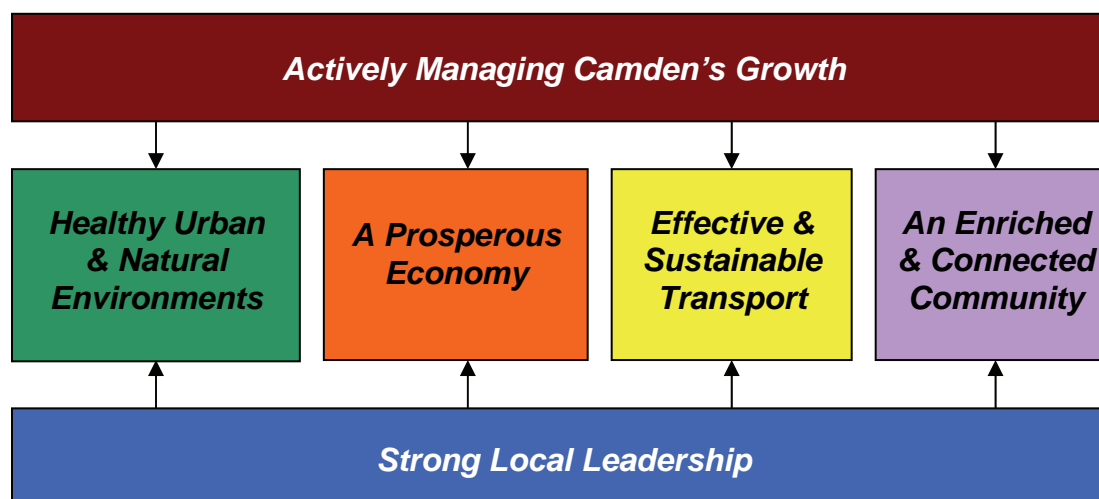 Actively Managing Camden’s Growth
Healthy Urban
& Natural
Environments
A Prosperous
Economy
Effective &
Sustainable
Transport
An Enriched
& Connected
Community
Strong Local Leadership